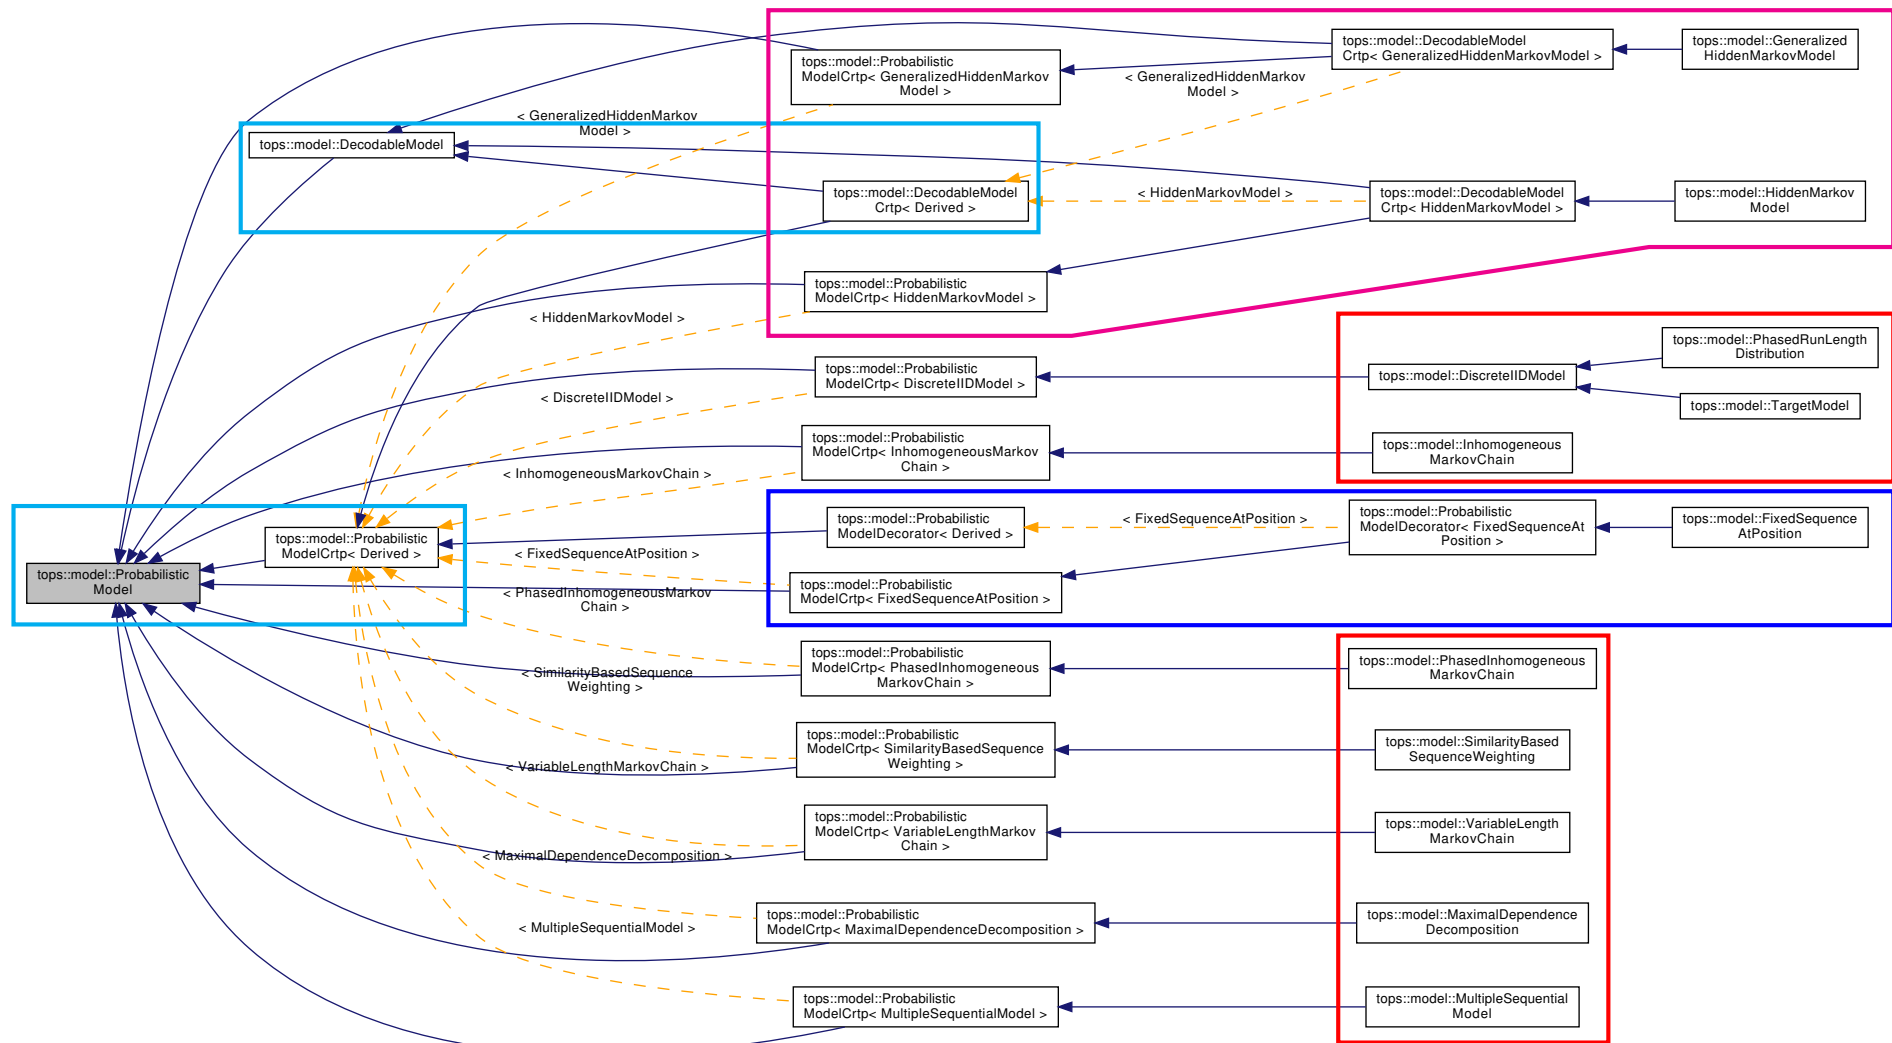 tops::model::DecodableModel
Crtp< GeneralizedHiddenMarkovModel >
tops::model::Generalized
HiddenMarkovModel
tops::model::Probabilistic
ModelCrtp< GeneralizedHiddenMarkov
Model >
< GeneralizedHiddenMarkov
Model >
< GeneralizedHiddenMarkov
Model >
tops::model::DecodableModel
tops::model::DecodableModel
Crtp< Derived >
< HiddenMarkovModel >
tops::model::DecodableModel
Crtp< HiddenMarkovModel >
tops::model::HiddenMarkov
Model
tops::model::Probabilistic
ModelCrtp< HiddenMarkovModel >
< HiddenMarkovModel >
tops::model::PhasedRunLength
Distribution
tops::model::Probabilistic
ModelCrtp< DiscreteIIDModel >
tops::model::DiscreteIIDModel
< DiscreteIIDModel >
tops::model::TargetModel
tops::model::Probabilistic
ModelCrtp< InhomogeneousMarkov
Chain >
tops::model::Inhomogeneous
MarkovChain
< InhomogeneousMarkovChain >
tops::model::Probabilistic
ModelDecorator< Derived >
< FixedSequenceAtPosition >
tops::model::Probabilistic
ModelDecorator< FixedSequenceAt
Position >
tops::model::FixedSequence
AtPosition
tops::model::Probabilistic
ModelCrtp< Derived >
< FixedSequenceAtPosition >
tops::model::Probabilistic
Model
tops::model::Probabilistic
ModelCrtp< FixedSequenceAtPosition >
< PhasedInhomogeneousMarkov
Chain >
tops::model::Probabilistic
ModelCrtp< PhasedInhomogeneous
MarkovChain >
tops::model::PhasedInhomogeneous
MarkovChain
< SimilarityBasedSequence
Weighting >
tops::model::Probabilistic
ModelCrtp< SimilarityBasedSequence
Weighting >
tops::model::SimilarityBased
SequenceWeighting
< VariableLengthMarkovChain >
tops::model::Probabilistic
ModelCrtp< VariableLengthMarkov
Chain >
tops::model::VariableLength
MarkovChain
< MaximalDependenceDecomposition >
tops::model::Probabilistic
ModelCrtp< MaximalDependenceDecomposition >
tops::model::MaximalDependence
Decomposition
< MultipleSequentialModel >
tops::model::Probabilistic
ModelCrtp< MultipleSequentialModel >
tops::model::MultipleSequential
Model